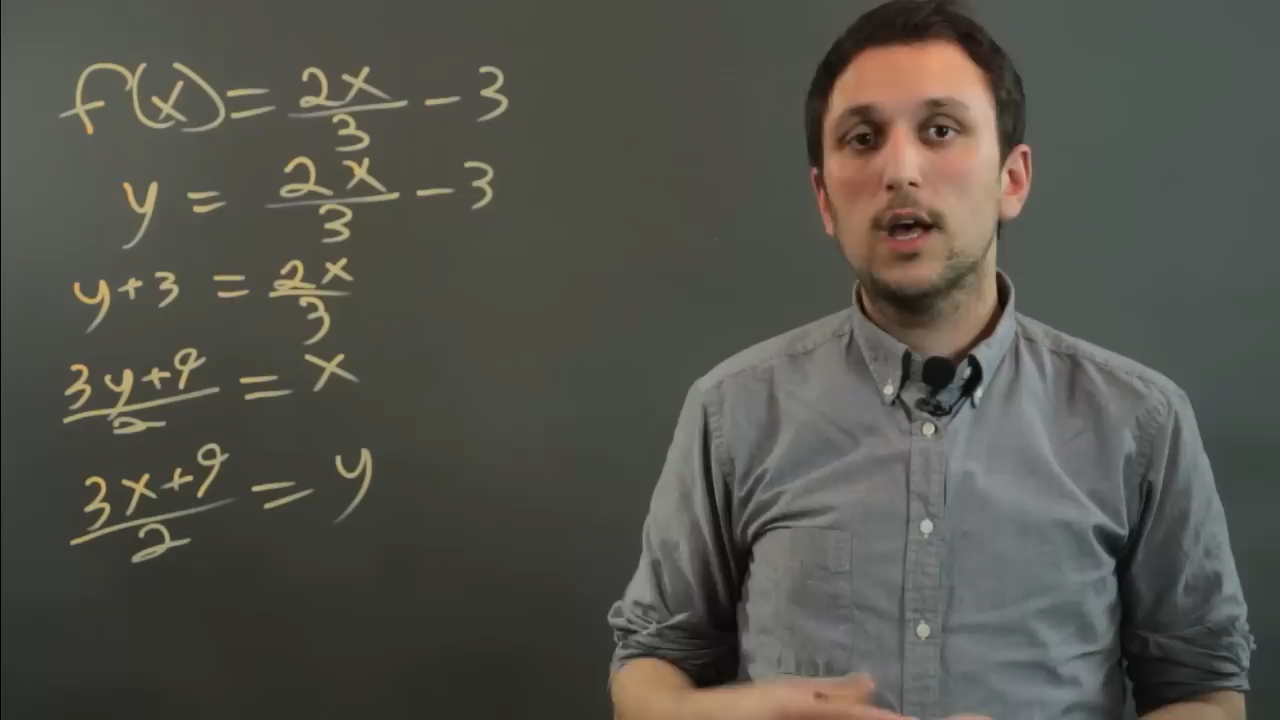 f(x) = 2x/3 - 3
y = 2x/3 - 3
y+3 = 2x/3
3y+9/2 = x
3x+9/2 = y